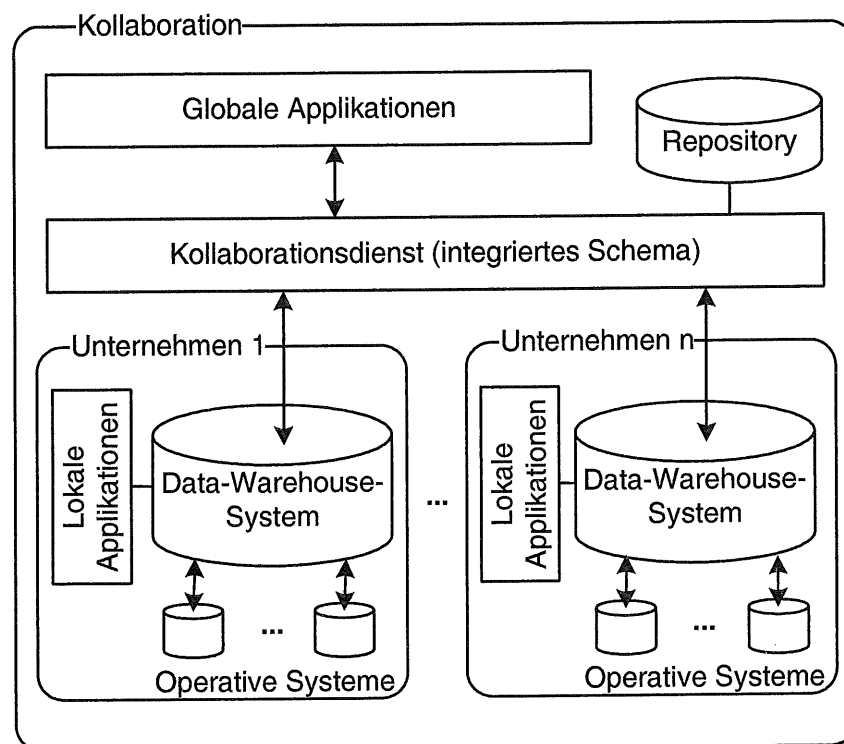 Kollaboration
Globale Applikationen
Repository
Kollaborationsdienst (integriertes Schema)
Unternehmen 1
Lokale
Applikationen
Data-Warehouse-
System
...
Operative Systeme
...
Unternehmen n
Lokale
Applikationen
Data-Warehouse-
System
...
Operative Systeme